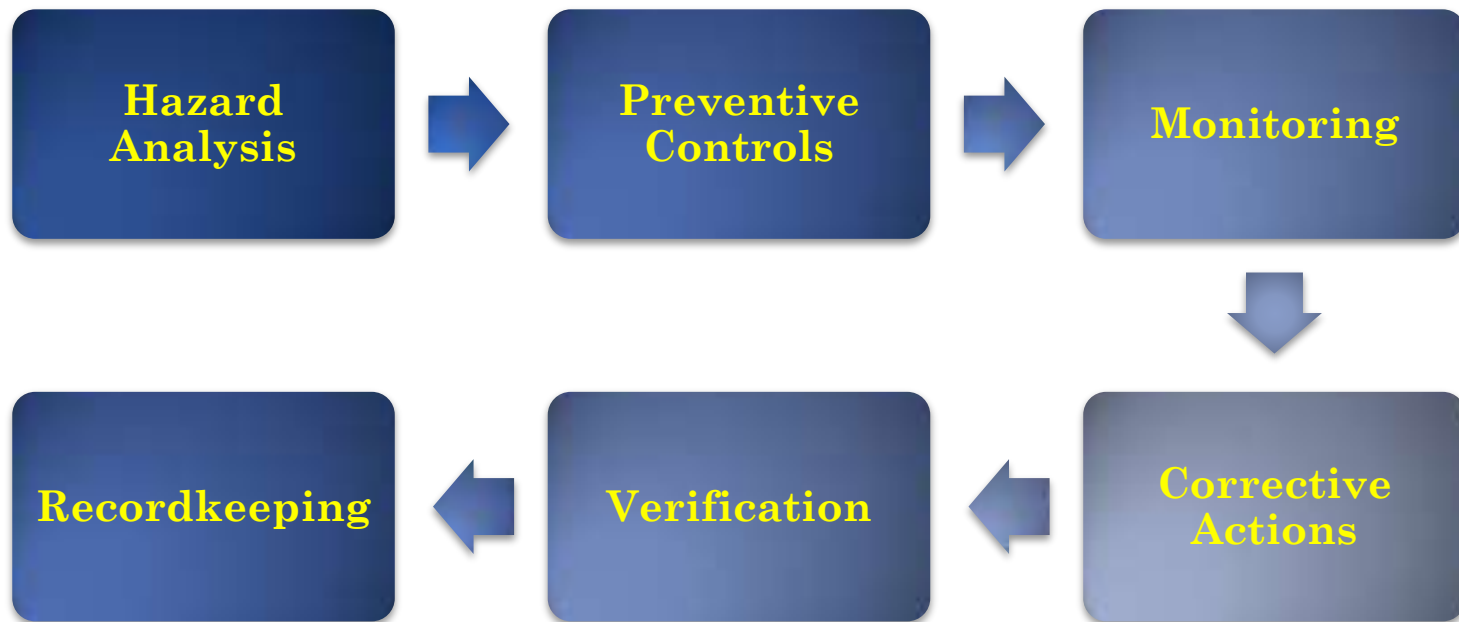 Hazard
Analysis
Preventive
Controls
Monitoring
Corrective
Actions
Verification
Recordkeeping